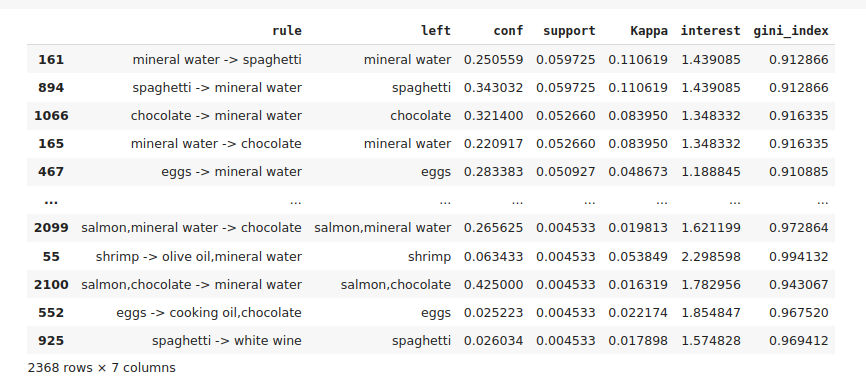 rule left conf support Kappa interest gini_index
161 mineral water -> spaghetti mineral water 0.250559 0.059725 0.110619 1.439085 0.912866
894 spaghetti -> mineral water spaghetti 0.343032 0.059725 0.110619 1.439085 0.912866
1066 chocolate -> mineral water chocolate 0.321400 0.052660 0.083950 1.348332 0.916335
165 mineral water -> chocolate mineral water 0.220917 0.052660 0.083950 1.348332 0.916335
467 eggs -> mineral water eggs 0.283383 0.050927 0.048673 1.188845 0.910885
... ... ... ... ... ... ... ...
2099 salmon,mineral water -> chocolate salmon,mineral water 0.265625 0.004533 0.019813 1.621199 0.972864
55 shrimp -> olive oil,mineral water shrimp 0.063433 0.004533 0.053849 2.298598 0.994132
2100 salmon,chocolate -> mineral water salmon,chocolate 0.425000 0.004533 0.016319 1.782956 0.943067
552 eggs -> cooking oil,chocolate eggs 0.025223 0.004533 0.022174 1.854847 0.967520
925 spaghetti -> white wine spaghetti 0.026034 0.004533 0.017898 1.574828 0.969412
2368 rows × 7 columns